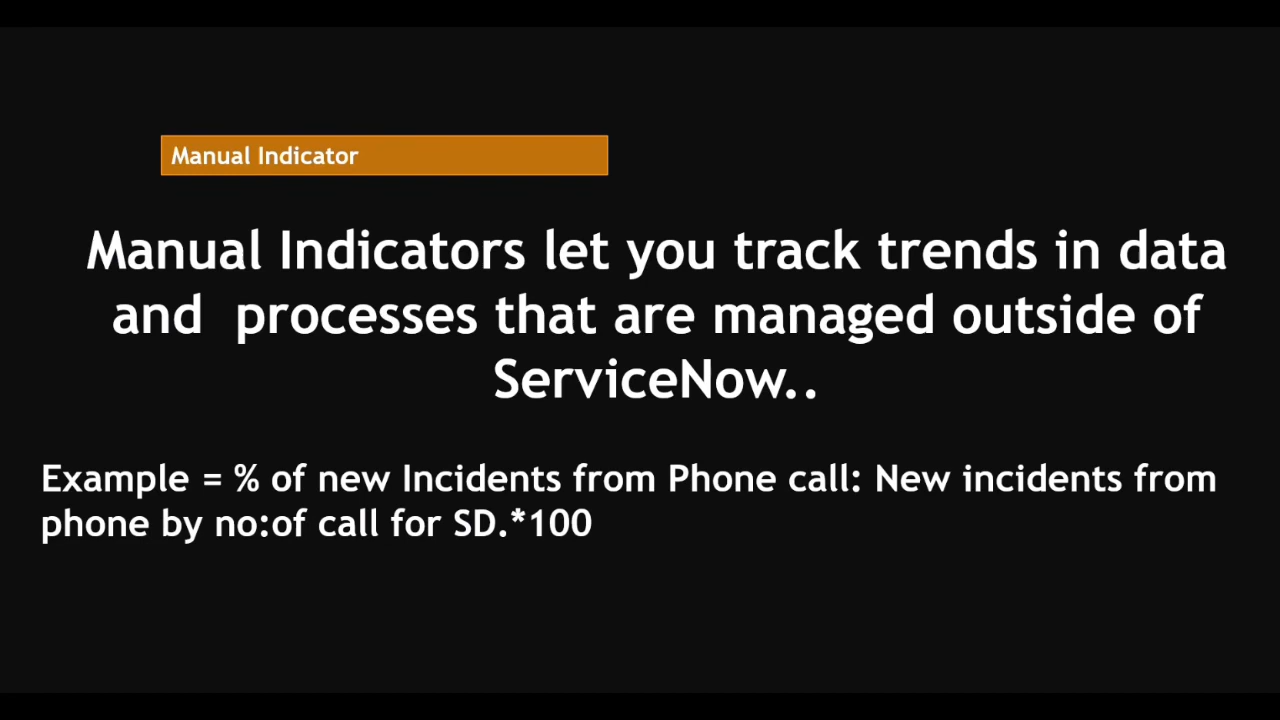 Manual Indicator
Manual Indicators let you track trends in data
and  processes that are managed outside of
ServiceNow..
Example = % of new Incidents from Phone call: New incidents from
phone by no:of call for SD.*100